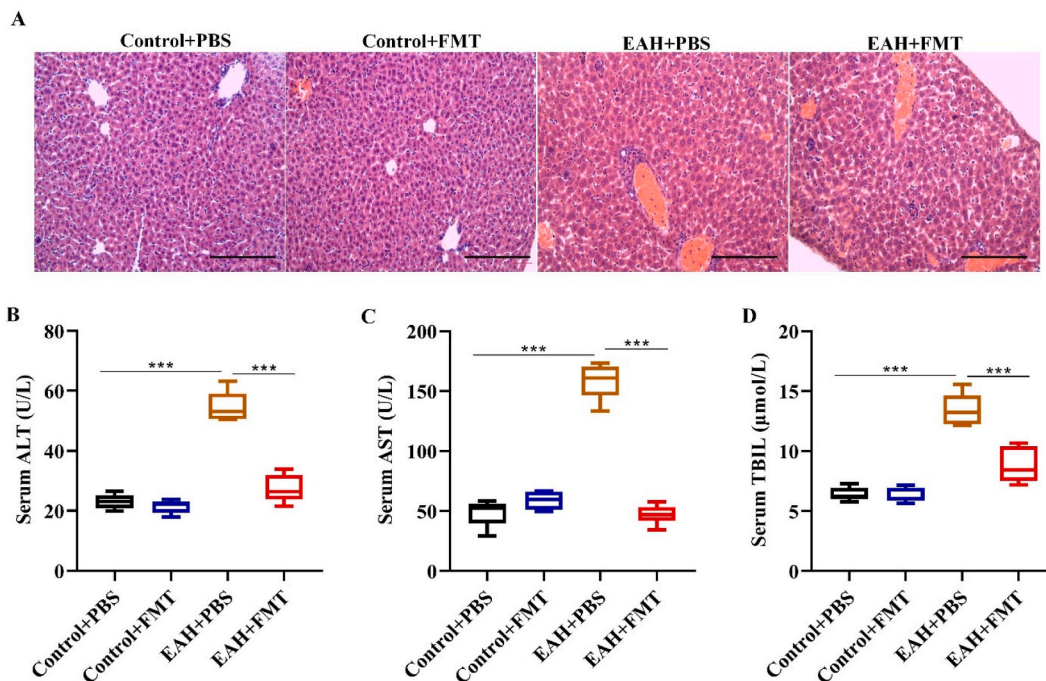 A
Control+PBS Control+FMT EAH+PBS EAH+FMT
B
Serum ALT (U/L)
80
60
40
20
0
*** ***
Control+PBS
Control+FMT
EAH+PBS
EAH+FMT
C
Serum AST (U/L)
200
150
100
50
0
*** ***
Control+PBS
Control+FMT
EAH+PBS
EAH+FMT
D
Serum TBIL (μmol/L)
20
15
10
5
0
*** ***
Control+PBS
Control+FMT
EAH+PBS
EAH+FMT